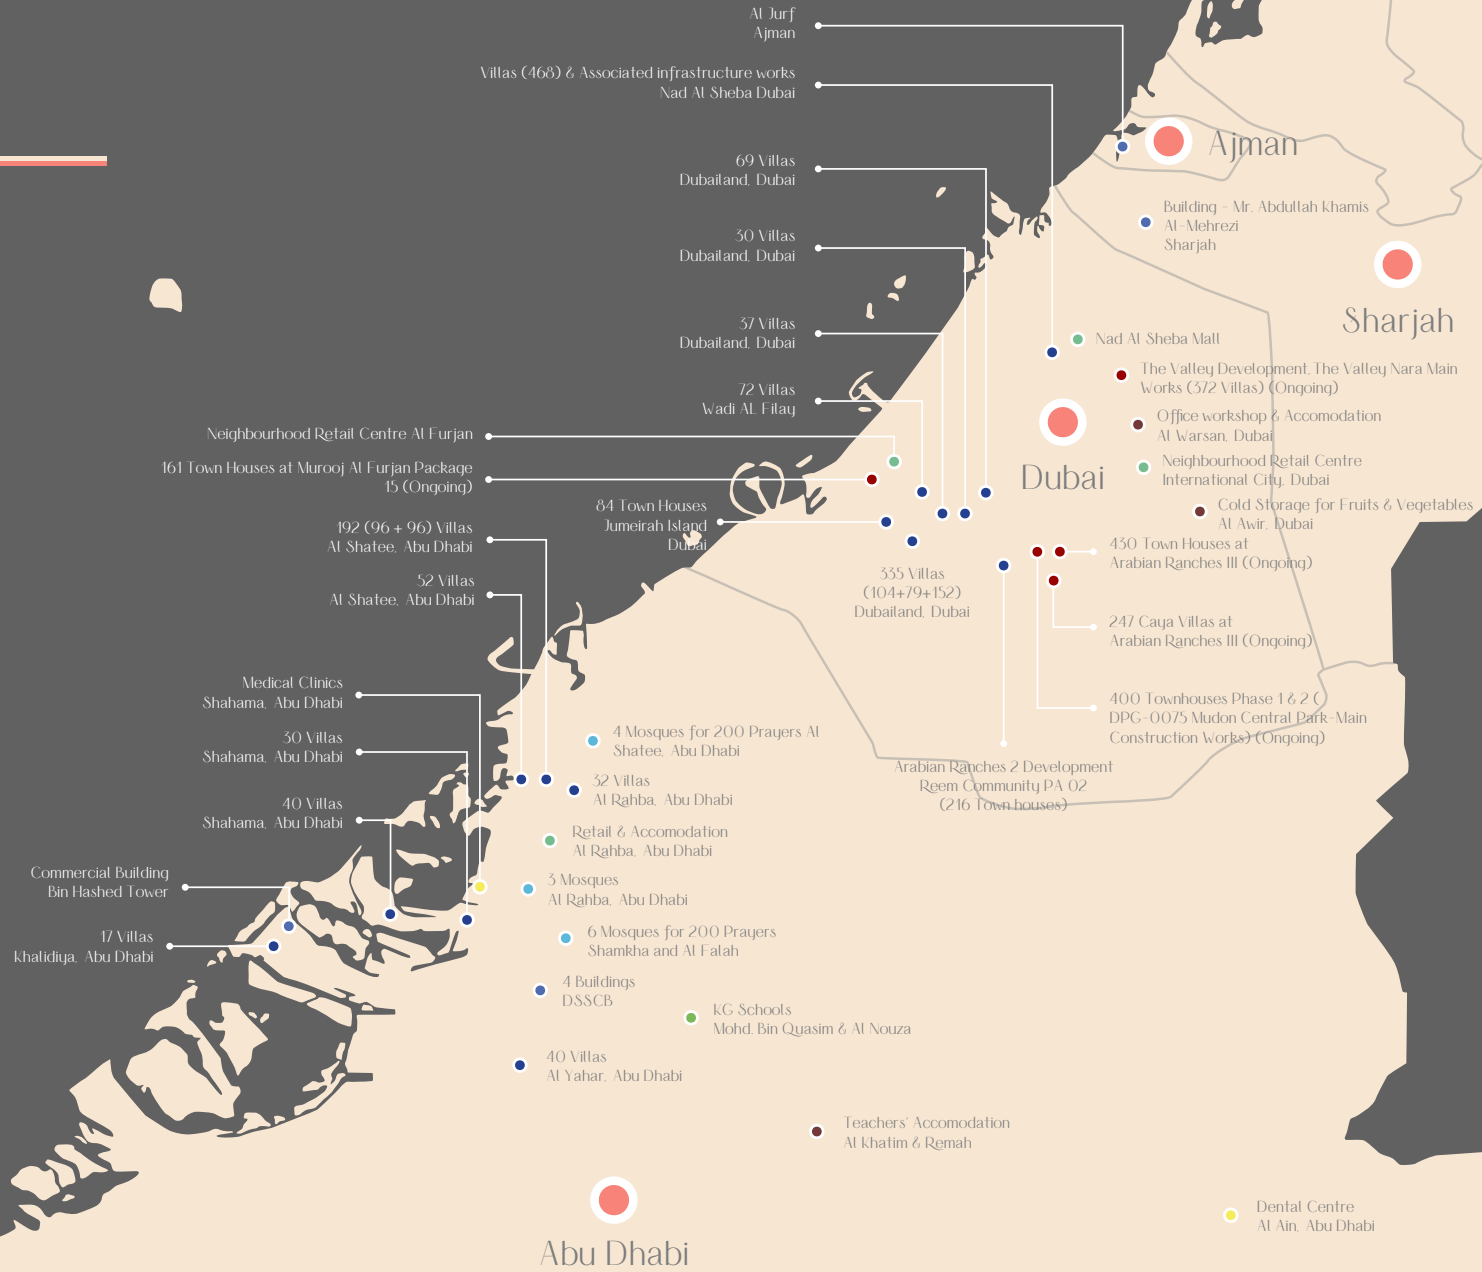 Al Jurf
Ajman
Villas (468) & Associated infrastructure works
Nad Al Sheba Dubai
69 Villas
Dubailand, Dubai
30 Villas
Dubailand, Dubai
37 Villas
Dubailand, Dubai
72 Villas
Wadi AL Filay
Neighbourhood Retail Centre Al Furjan
161 Town Houses at Murooj Al Furjan Package
15 (Ongoing)
84 Town Houses
Jumeirah Island
Dubai
192 (96 + 96) Villas
Al Shatee, Abu Dhabi
52 Villas
Al Shatee, Abu Dhabi
Medical Clinics
Shahama, Abu Dhabi
30 Villas
Shahama, Abu Dhabi
40 Villas
Shahama, Abu Dhabi
Commercial Building
Bin Hashed Tower
17 Villas
Khalidiya, Abu Dhabi
Ajman
Building - Mr. Abdullah Khamis
Al-Mehrezi
Sharjah
Sharjah
Nad Al Sheba Mall
The Valley Development, The Valley Nara Main
Works (372 Villas) (Ongoing)
Office workshop & Accomodation
Al Warsan, Dubai
Dubai
Neighbourhood Retail Centre
International City, Dubai
Cold Storage for Fruits & Vegetables
Al Awir, Dubai
430 Town Houses at
Arabian Ranches III (Ongoing)
335 Villas
(104+79+152)
Dubailand, Dubai
247 Caya Villas at
Arabian Ranches III (Ongoing)
400 Townhouses Phase 1 & 2 (
DPG-0075 Mudon Central Park-Main
Construction Works) (Ongoing)
Arabian Ranches 2 Development
Reem Community PA 02
(216 Town houses)
4 Mosques for 200 Prayers Al
Shatee, Abu Dhabi
32 Villas
Al Rahba, Abu Dhabi
Retail & Accomodation
Al Rahba, Abu Dhabi
3 Mosques
Al Rahba, Abu Dhabi
6 Mosques for 200 Prayers
Shamkha and Al Falah
4 Buildings
DSSCB
KG Schools
Mohd. Bin Quasim & Al Nouza
40 Villas
Al Yahar, Abu Dhabi
Teachers' Accomodation
Al Khatim & Remah
Dental Centre
Al Ain, Abu Dhabi
Abu Dhabi